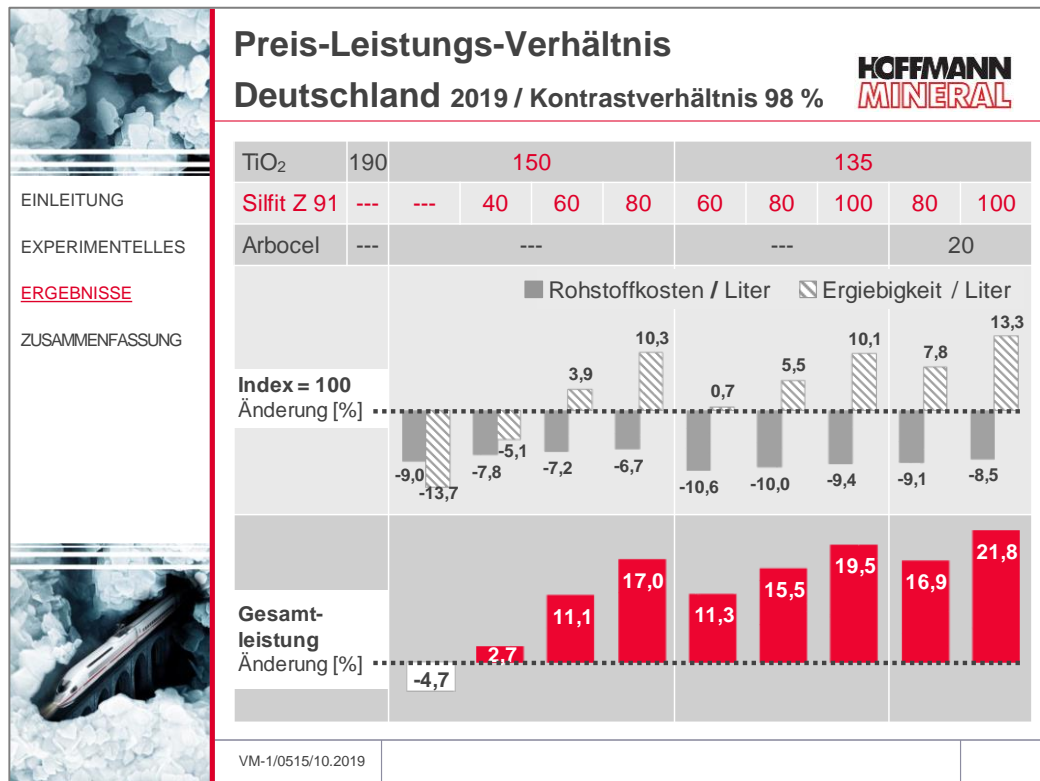 Preis-Leistungs-Verhältnis
Deutschland 2019 / Kontrastverhältnis 98 %
HOFFMANN
MINERAL
EINLEITUNG
EXPERIMENTELLES
ERGEBNISSE
ZUSAMMENFASSUNG
TiO₂ 190 150 135
Silfit Z 91 --- --- 40 60 80 60 80 100 80 100
Arbocel --- --- --- 20
Rohstoffkosten / Liter Ergiebigkeit / Liter
Index = 100
Änderung [%]
-9,0 -13,7 -7,8 -5,1 -7,2 3,9 -6,7 10,3 -10,6 0,7 -10,0 5,5 -9,4 10,1 -9,1 7,8 -8,5 13,3
Gesamt-
leistung
Änderung [%]
-4,7 2,7 11,1 17,0 11,3 15,5 19,5 16,9 21,8
VM-1/0515/10.2019